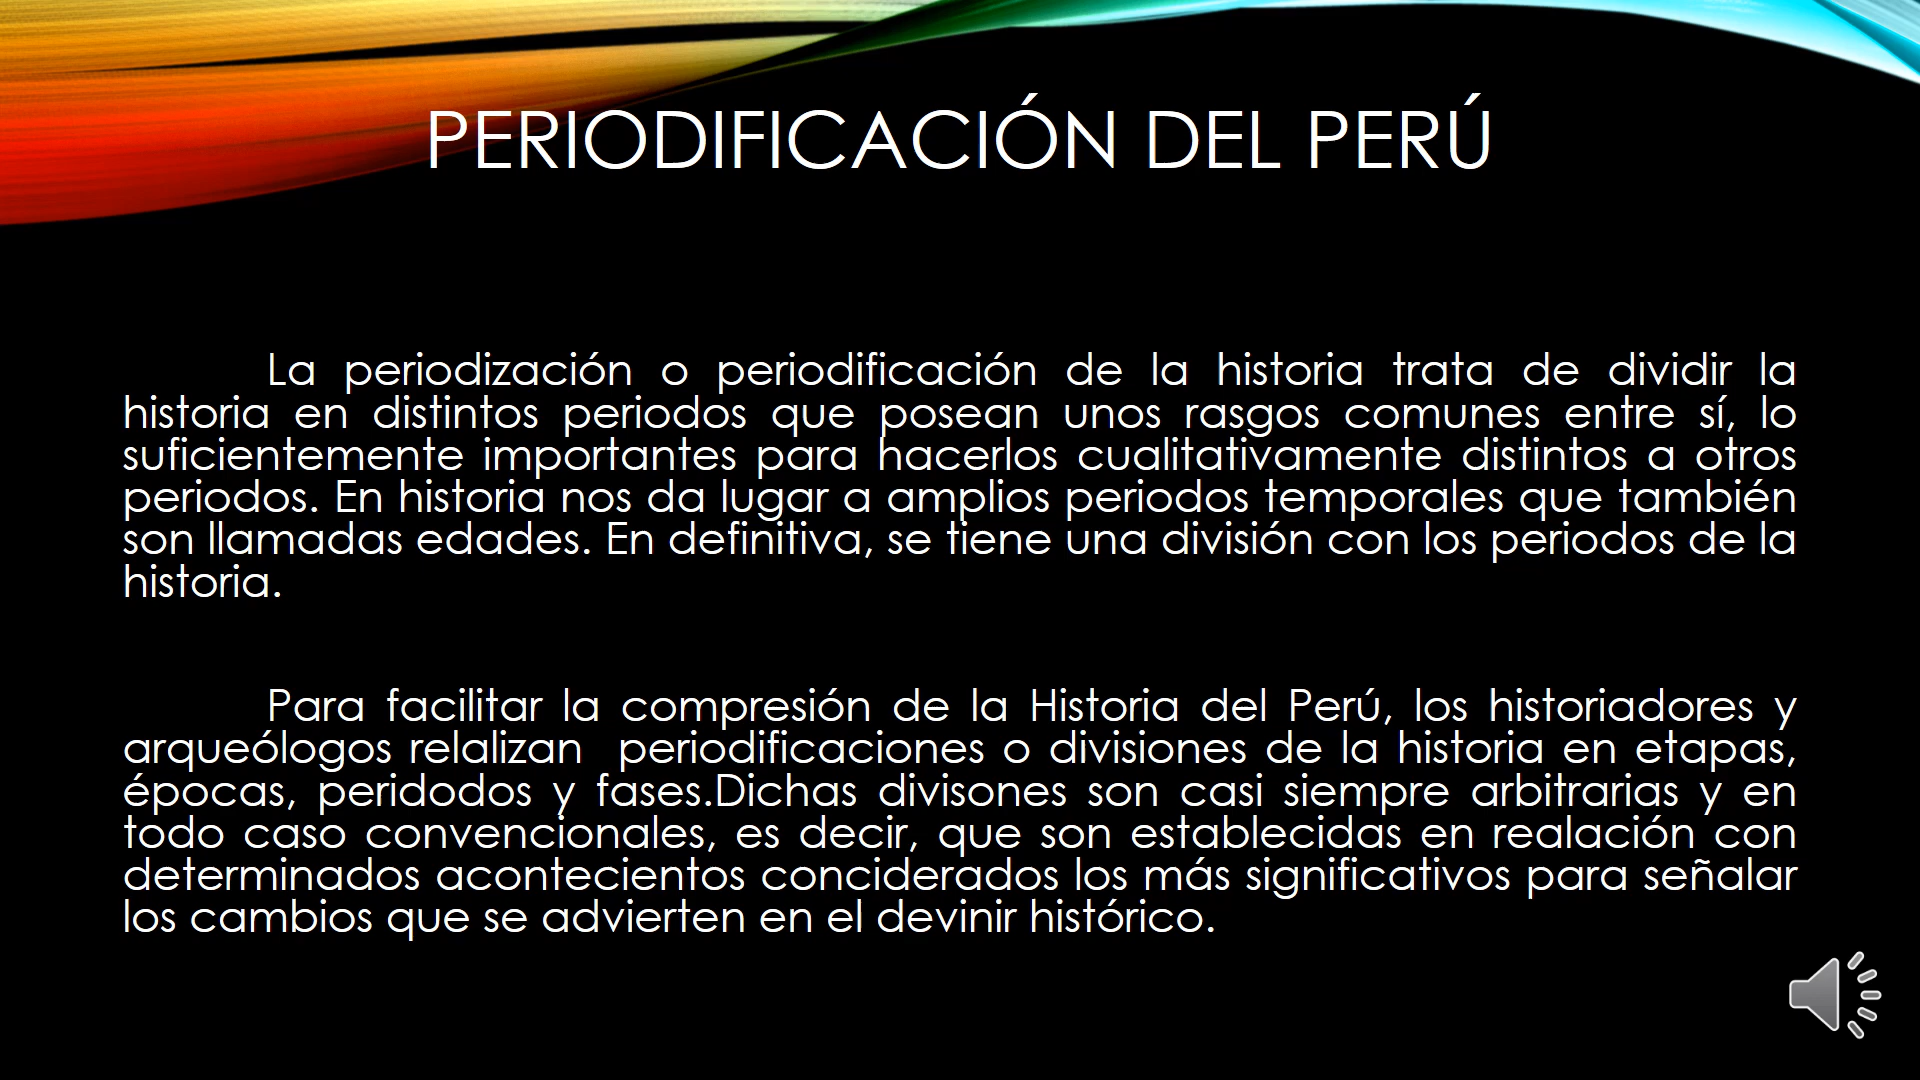 PERIODIFICACIÓN DEL PERÚ
La periodización o periodificación de la historia trata de dividir la
historia en distintos periodos que posean unos rasgos comunes entre sí, lo
suficientemente importantes para hacerlos cualitativamente distintos a otros
periodos. En historia nos da lugar a amplios periodos temporales que también
son llamadas edades. En definitiva, se tiene una división con los periodos de la
historia.
Para facilitar la compresión de la Historia del Perú, los historiadores y
arqueólogos relalizan  periodificaciones o divisiones de la historia en etapas,
épocas, peridodos y fases.Dichas divisones son casi siempre arbitrarias y en
todo caso convencionales, es decir, que son establecidas en realación con
determinados acontecientos conciderados los más significativos para señalar
los cambios que se advierten en el devinir histórico.